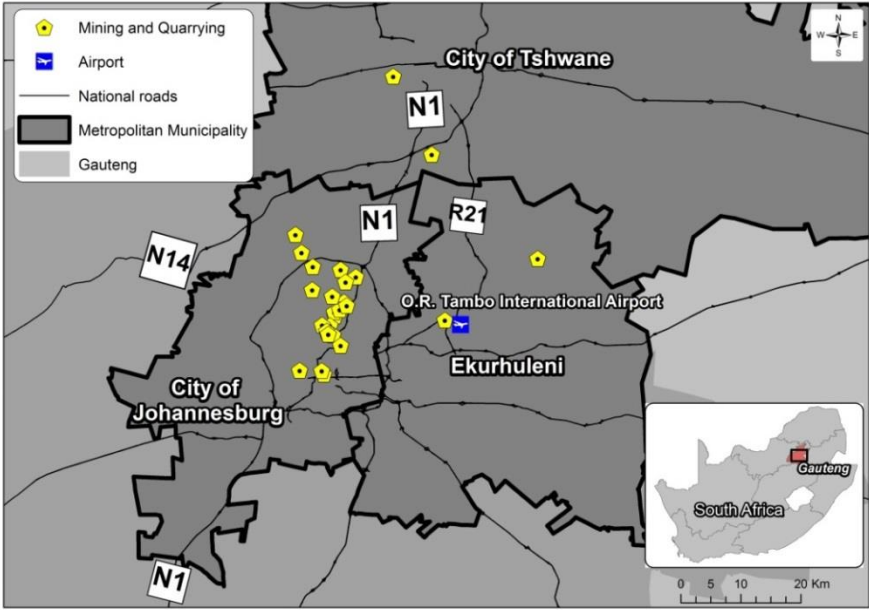 Mining and Quarrying
Airport
National roads
Metropolitan Municipality
Gauteng
N
W E
S
City of Tshwane
N1
N1
R21
N14
O.R. Tambo International Airport
Ekurhuleni
City of
Johannesburg
N1
Gauteng
South Africa
0 5 10 20 Km